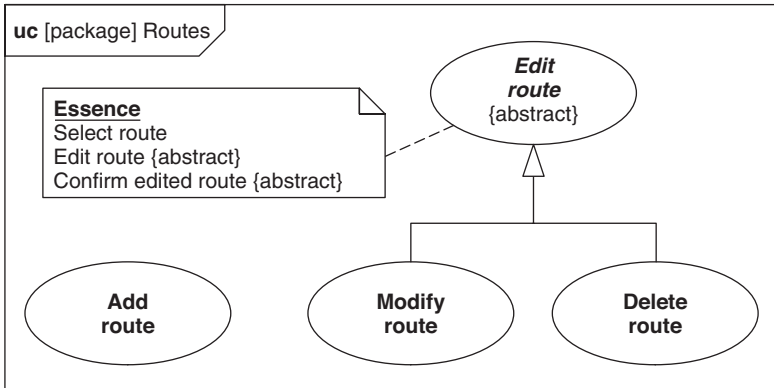 uc [package] Routes
Edit
route
{abstract}
Essence
Select route
Edit route {abstract}
Confirm edited route {abstract}
Add
route
Modify
route
Delete
route